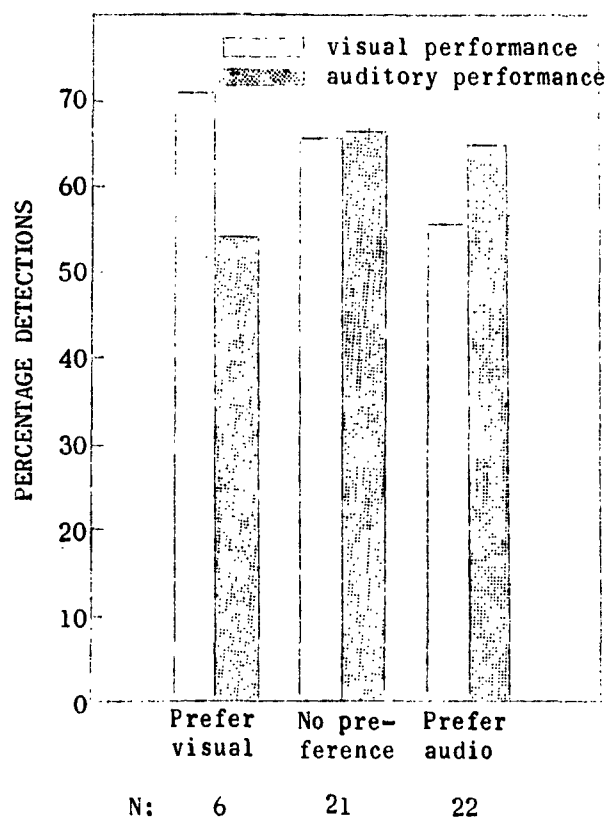 visual performance
auditory performance
PERCENTAGE DETECTIONS
70
60
50
40
30
20
10
0
Prefer visual
No pre-
ference
Prefer audio
N: 6 21 22